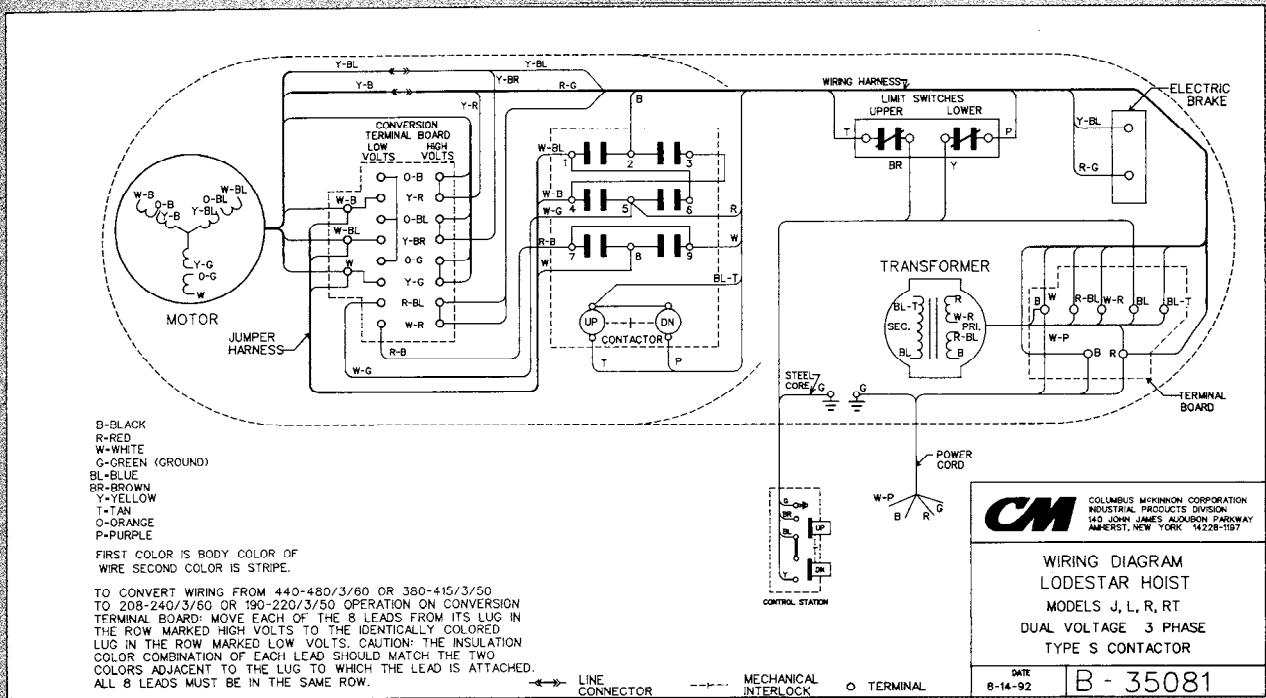 Y-BL
Y-BL
Y-BR
Y-B
R-G
Y-R
B
WIRING HARNESS
LIMIT SWITCHES
UPPER LOWER
T
P
BR
Y
ELECTRIC
BRAKE
Y-BL
R-G
CONVERSION
TERMINAL BOARD
LOW HIGH
VOLTS VOLTS
O-B
Y-R
O-BL
Y-BR
O-G
Y-G
R-BL
W-R
W-B
W-BL
W
R-B
W-G
W-B
O-B
Y-B
W-BL
O-BL
Y-BL
Y-G
O-G
W
MOTOR
JUMPER
HARNESS
W-BL
1 2 3
W-B
W-G
4 5 6
R
R-B
W
7 8 9
W
BL-T
UP DN
CONTACTOR
T P
TRANSFORMER
BL-T
SEC.
BL
R
W-R
PRI.
R-BL
B
B W R-BL W-R BL BL-T
W-P
B R
TERMINAL
BOARD
STEEL
CORE
G G
POWER
CORD
W-P
B R G
G
BR
BL
Y
UP
DN
CONTROL STATION
B-BLACK
R-RED
W-WHITE
G-GREEN (GROUND)
BL-BLUE
BR-BROWN
Y-YELLOW
T-TAN
O-ORANGE
P-PURPLE
FIRST COLOR IS BODY COLOR OF
WIRE SECOND COLOR IS STRIPE.
TO CONVERT WIRING FROM 440-480/3/60 OR 380-415/3/50
TO 208-240/3/60 OR 190-220/3/50 OPERATION ON CONVERSION
TERMINAL BOARD: MOVE EACH OF THE 8 LEADS FROM ITS LUG IN
THE ROW MARKED HIGH VOLTS TO THE IDENTICALLY COLORED
LUG IN THE ROW MARKED LOW VOLTS. CAUTION: THE INSULATION
COLOR COMBINATION OF EACH LEAD SHOULD MATCH THE TWO
COLORS ADJACENT TO THE LUG TO WHICH THE LEAD IS ATTACHED.
ALL 8 LEADS MUST BE IN THE SAME ROW.
LINE
CONNECTOR
MECHANICAL
INTERLOCK
TERMINAL
CM
COLUMBUS McKINNON CORPORATION
INDUSTRIAL PRODUCTS DIVISION
140 JOHN JAMES AUDUBON PARKWAY
AMHERST, NEW YORK 14228-1197
WIRING DIAGRAM
LODESTAR HOIST
MODELS J, L, R, RT
DUAL VOLTAGE 3 PHASE
TYPE S CONTACTOR
DATE
8-14-92
B - 35081